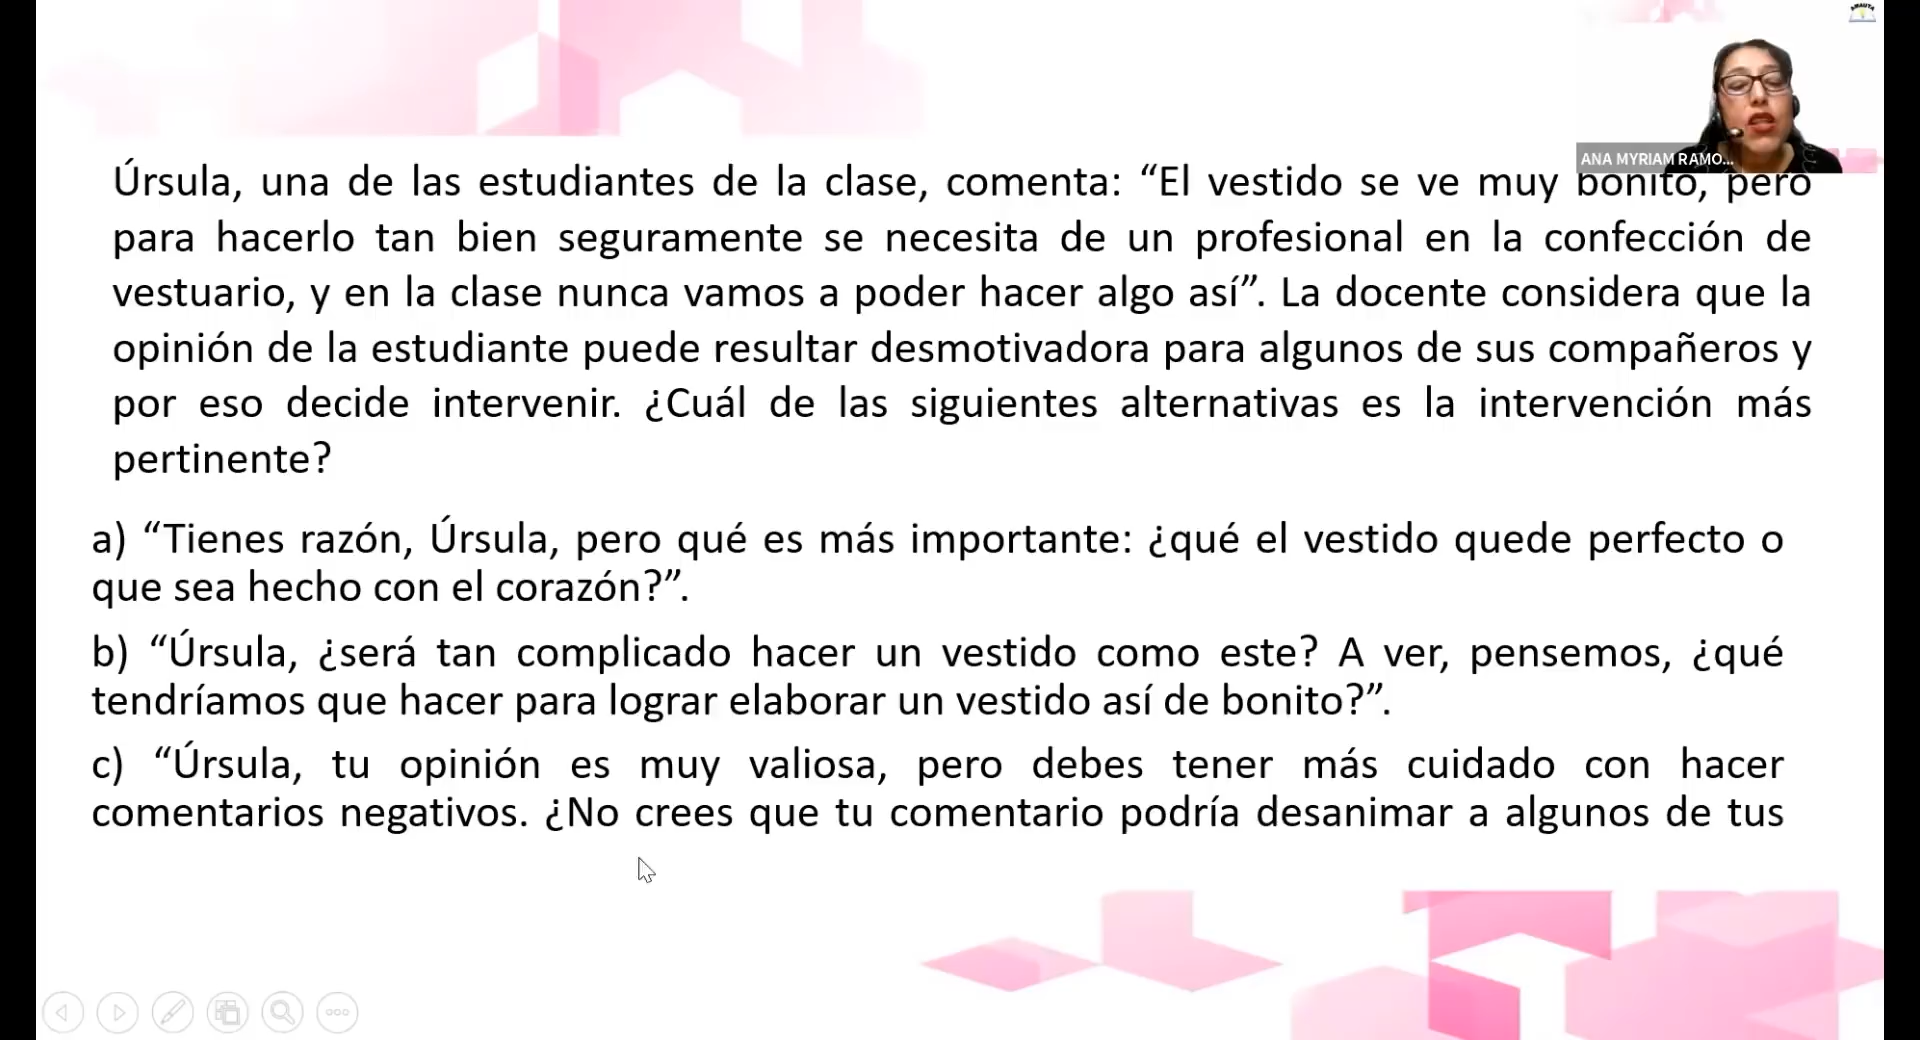 AMAUTA
ANA MYRIAM RAMO...
Úrsula, una de las estudiantes de la clase, comenta: “El vestido se ve muy bonito, pero
para hacerlo tan bien seguramente se necesita de un profesional en la confección de
vestuario, y en la clase nunca vamos a poder hacer algo así”. La docente considera que la
opinión de la estudiante puede resultar desmotivadora para algunos de sus compañeros y
por eso decide intervenir. ¿Cuál de las siguientes alternativas es la intervención más
pertinente?
a) “Tienes razón, Úrsula, pero qué es más importante: ¿qué el vestido quede perfecto o
que sea hecho con el corazón?”.
b) “Úrsula, ¿será tan complicado hacer un vestido como este? A ver, pensemos, ¿qué
tendríamos que hacer para lograr elaborar un vestido así de bonito?”.
c) “Úrsula, tu opinión es muy valiosa, pero debes tener más cuidado con hacer
comentarios negativos. ¿No crees que tu comentario podría desanimar a algunos de tus